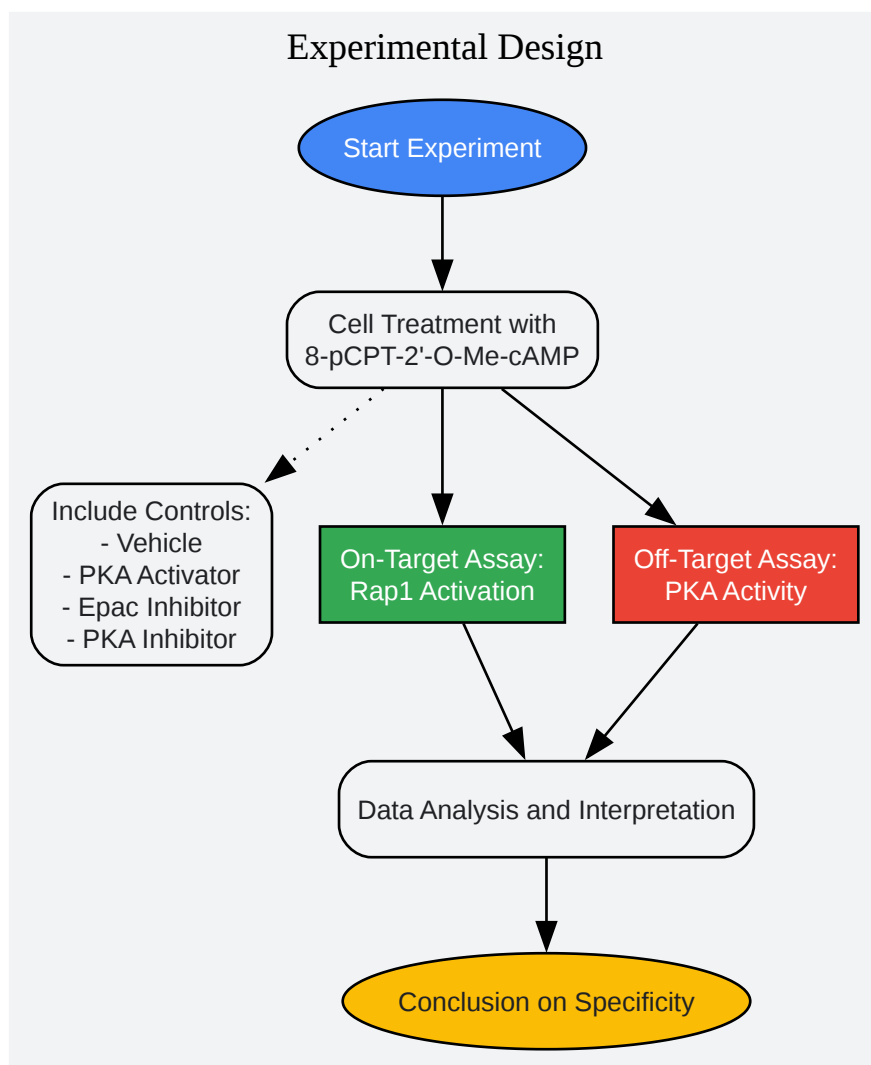 Experimental Design
Start Experiment
Cell Treatment with
8-pCPT-2'-O-Me-cAMP
Include Controls:
- Vehicle
- PKA Activator
- Epac Inhibitor
- PKA Inhibitor
On-Target Assay:
Rap1 Activation
Off-Target Assay:
PKA Activity
Data Analysis and Interpretation
Conclusion on Specificity